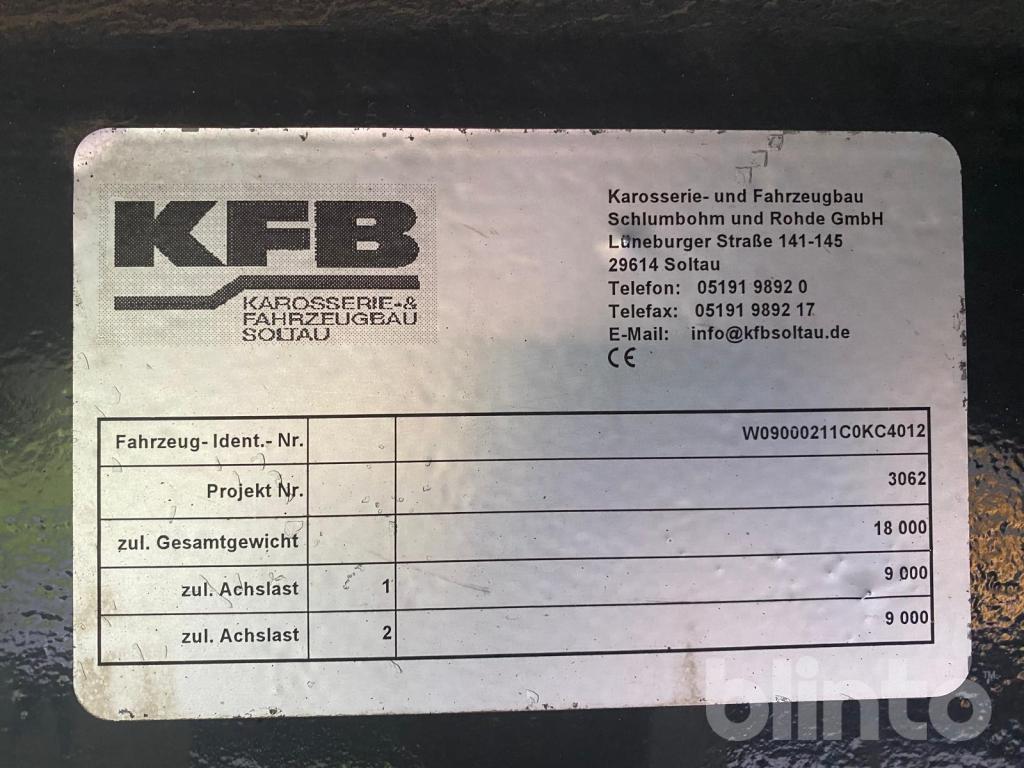 KFB
KAROSSERIE-&
FAHRZEUGBAU
SOLTAU
Karosserie- und Fahrzeugbau
Schlumbohm und Rohde GmbH
Lüneburger Straße 141-145
29614 Soltau
Telefon: 05191 9892 0
Telefax: 05191 9892 17
E-Mail: info@kfbsoltau.de
CE
Fahrzeug- Ident.- Nr. W09000211C0KC4012
Projekt Nr. 3062
zul. Gesamtgewicht 18 000
zul. Achslast 1 9 000
zul. Achslast 2 9 000
blinto™